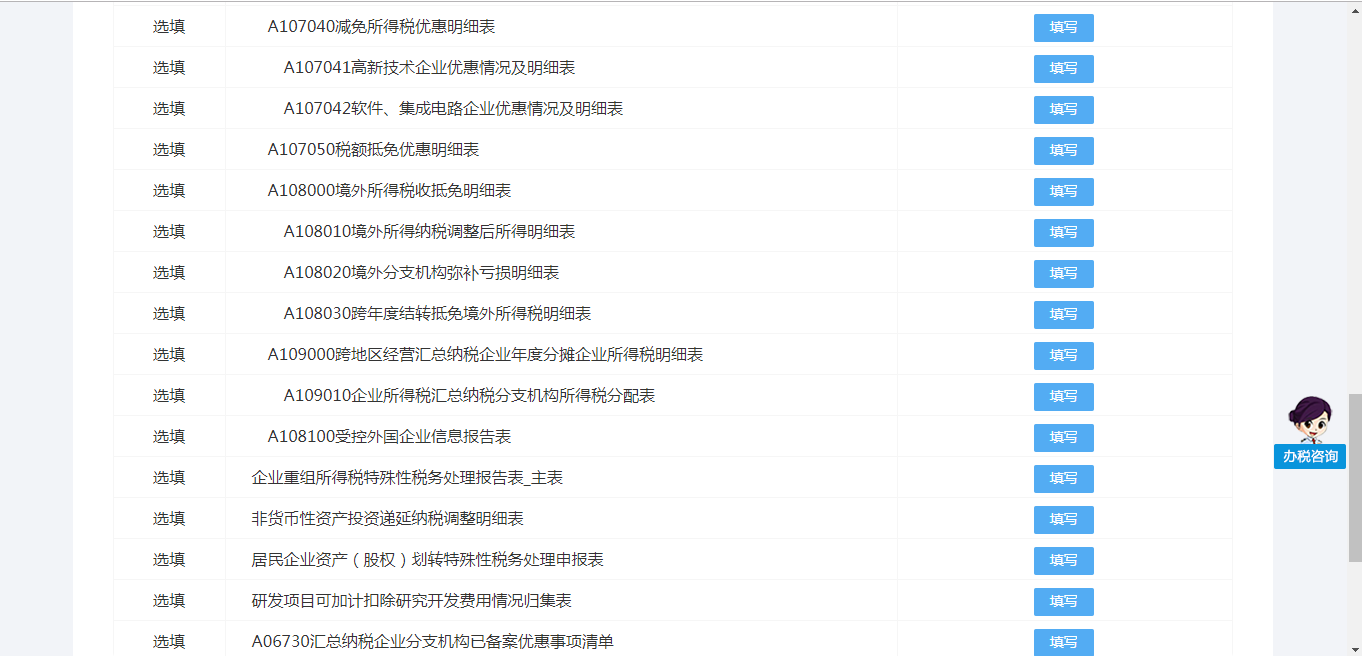 选填 A107040减免所得税优惠明细表 填写
选填 A107041高新技术企业优惠情况及明细表 填写
选填 A107042软件、集成电路企业优惠情况及明细表 填写
选填 A107050税额抵免优惠明细表 填写
选填 A108000境外所得税收抵免明细表 填写
选填 A108010境外所得纳税调整后所得明细表 填写
选填 A108020境外分支机构弥补亏损明细表 填写
选填 A108030跨年度结转抵免境外所得税明细表 填写
选填 A109000跨地区经营汇总纳税企业年度分摊企业所得税明细表 填写
选填 A109010企业所得税汇总纳税分支机构所得税分配表 填写
选填 A108100受控外国企业信息报告表 填写
办税咨询
选填 企业重组所得税特殊性税务处理报告表_主表 填写
选填 非货币性资产投资递延纳税调整明细表 填写
选填 居民企业资产（股权）划转特殊性税务处理申报表 填写
选填 研发项目可加计扣除研究开发费用情况归集表 填写
选填 A06730汇总纳税企业分支机构已备案优惠事项清单 填写